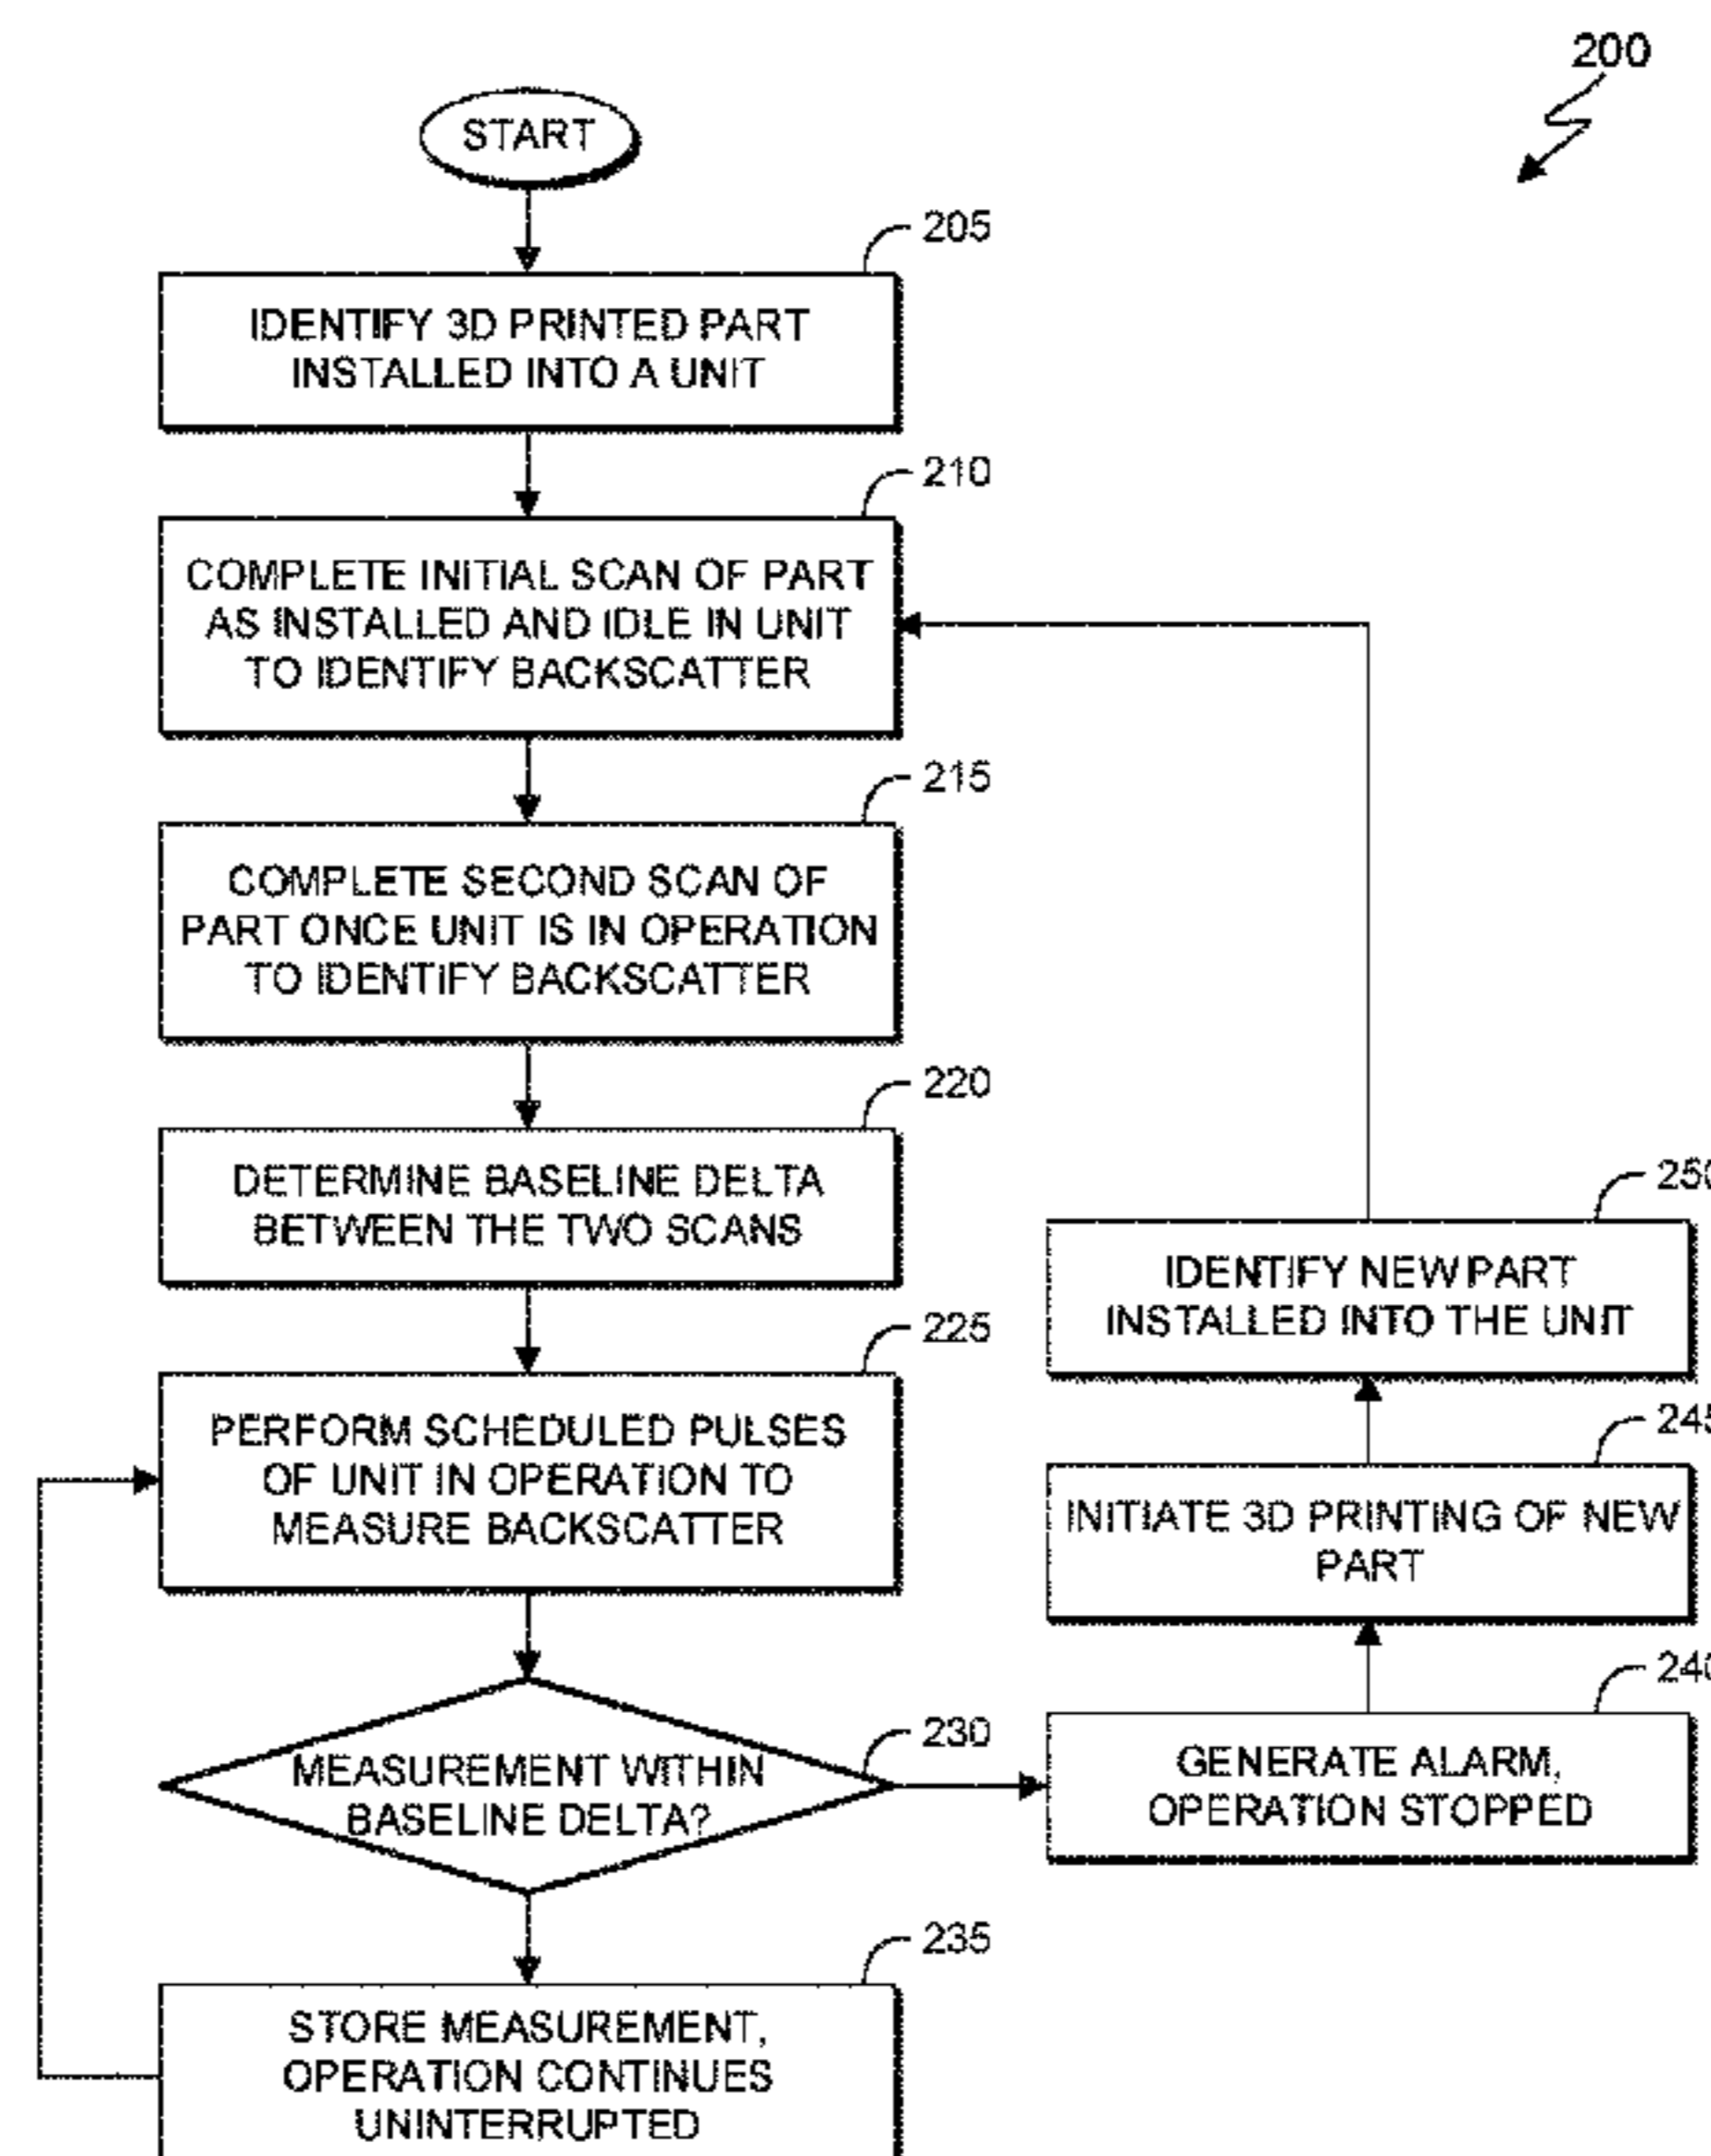 200
START
205
IDENTIFY 3D PRINTED PART
INSTALLED INTO A UNIT
210
COMPLETE INITIAL SCAN OF PART
AS INSTALLED AND IDLE IN UNIT
TO IDENTIFY BACKSCATTER
215
COMPLETE SECOND SCAN OF
PART ONCE UNIT IS IN OPERATION
TO IDENTIFY BACKSCATTER
220
DETERMINE BASELINE DELTA
BETWEEN THE TWO SCANS
225
PERFORM SCHEDULED PULSES
OF UNIT IN OPERATION TO
MEASURE BACKSCATTER
230
MEASUREMENT WITHIN
BASELINE DELTA?
235
STORE MEASUREMENT,
OPERATION CONTINUES
UNINTERRUPTED
240
GENERATE ALARM,
OPERATION STOPPED
245
INITIATE 3D PRINTING OF NEW
PART
250
IDENTIFY NEW PART
INSTALLED INTO THE UNIT